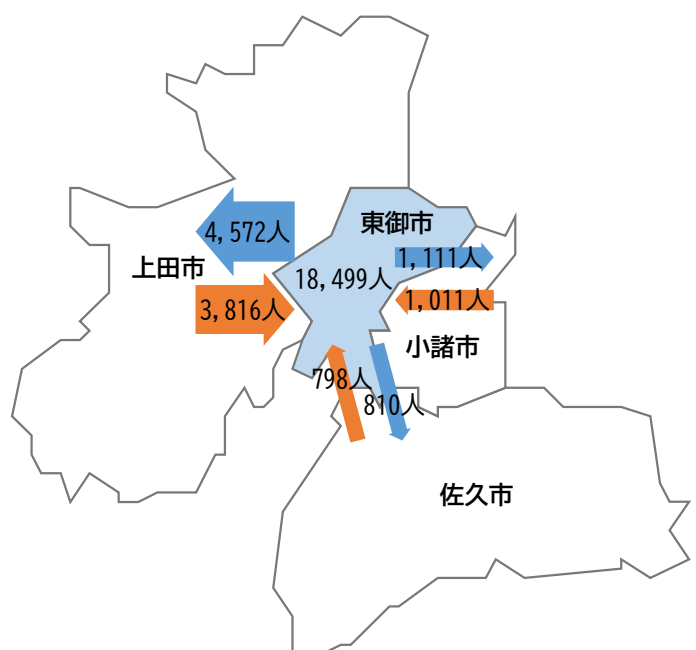 東御市
4,572人
1,111人
上田市
18,499人
3,816人
1,011人
小諸市
798人
810人
佐久市